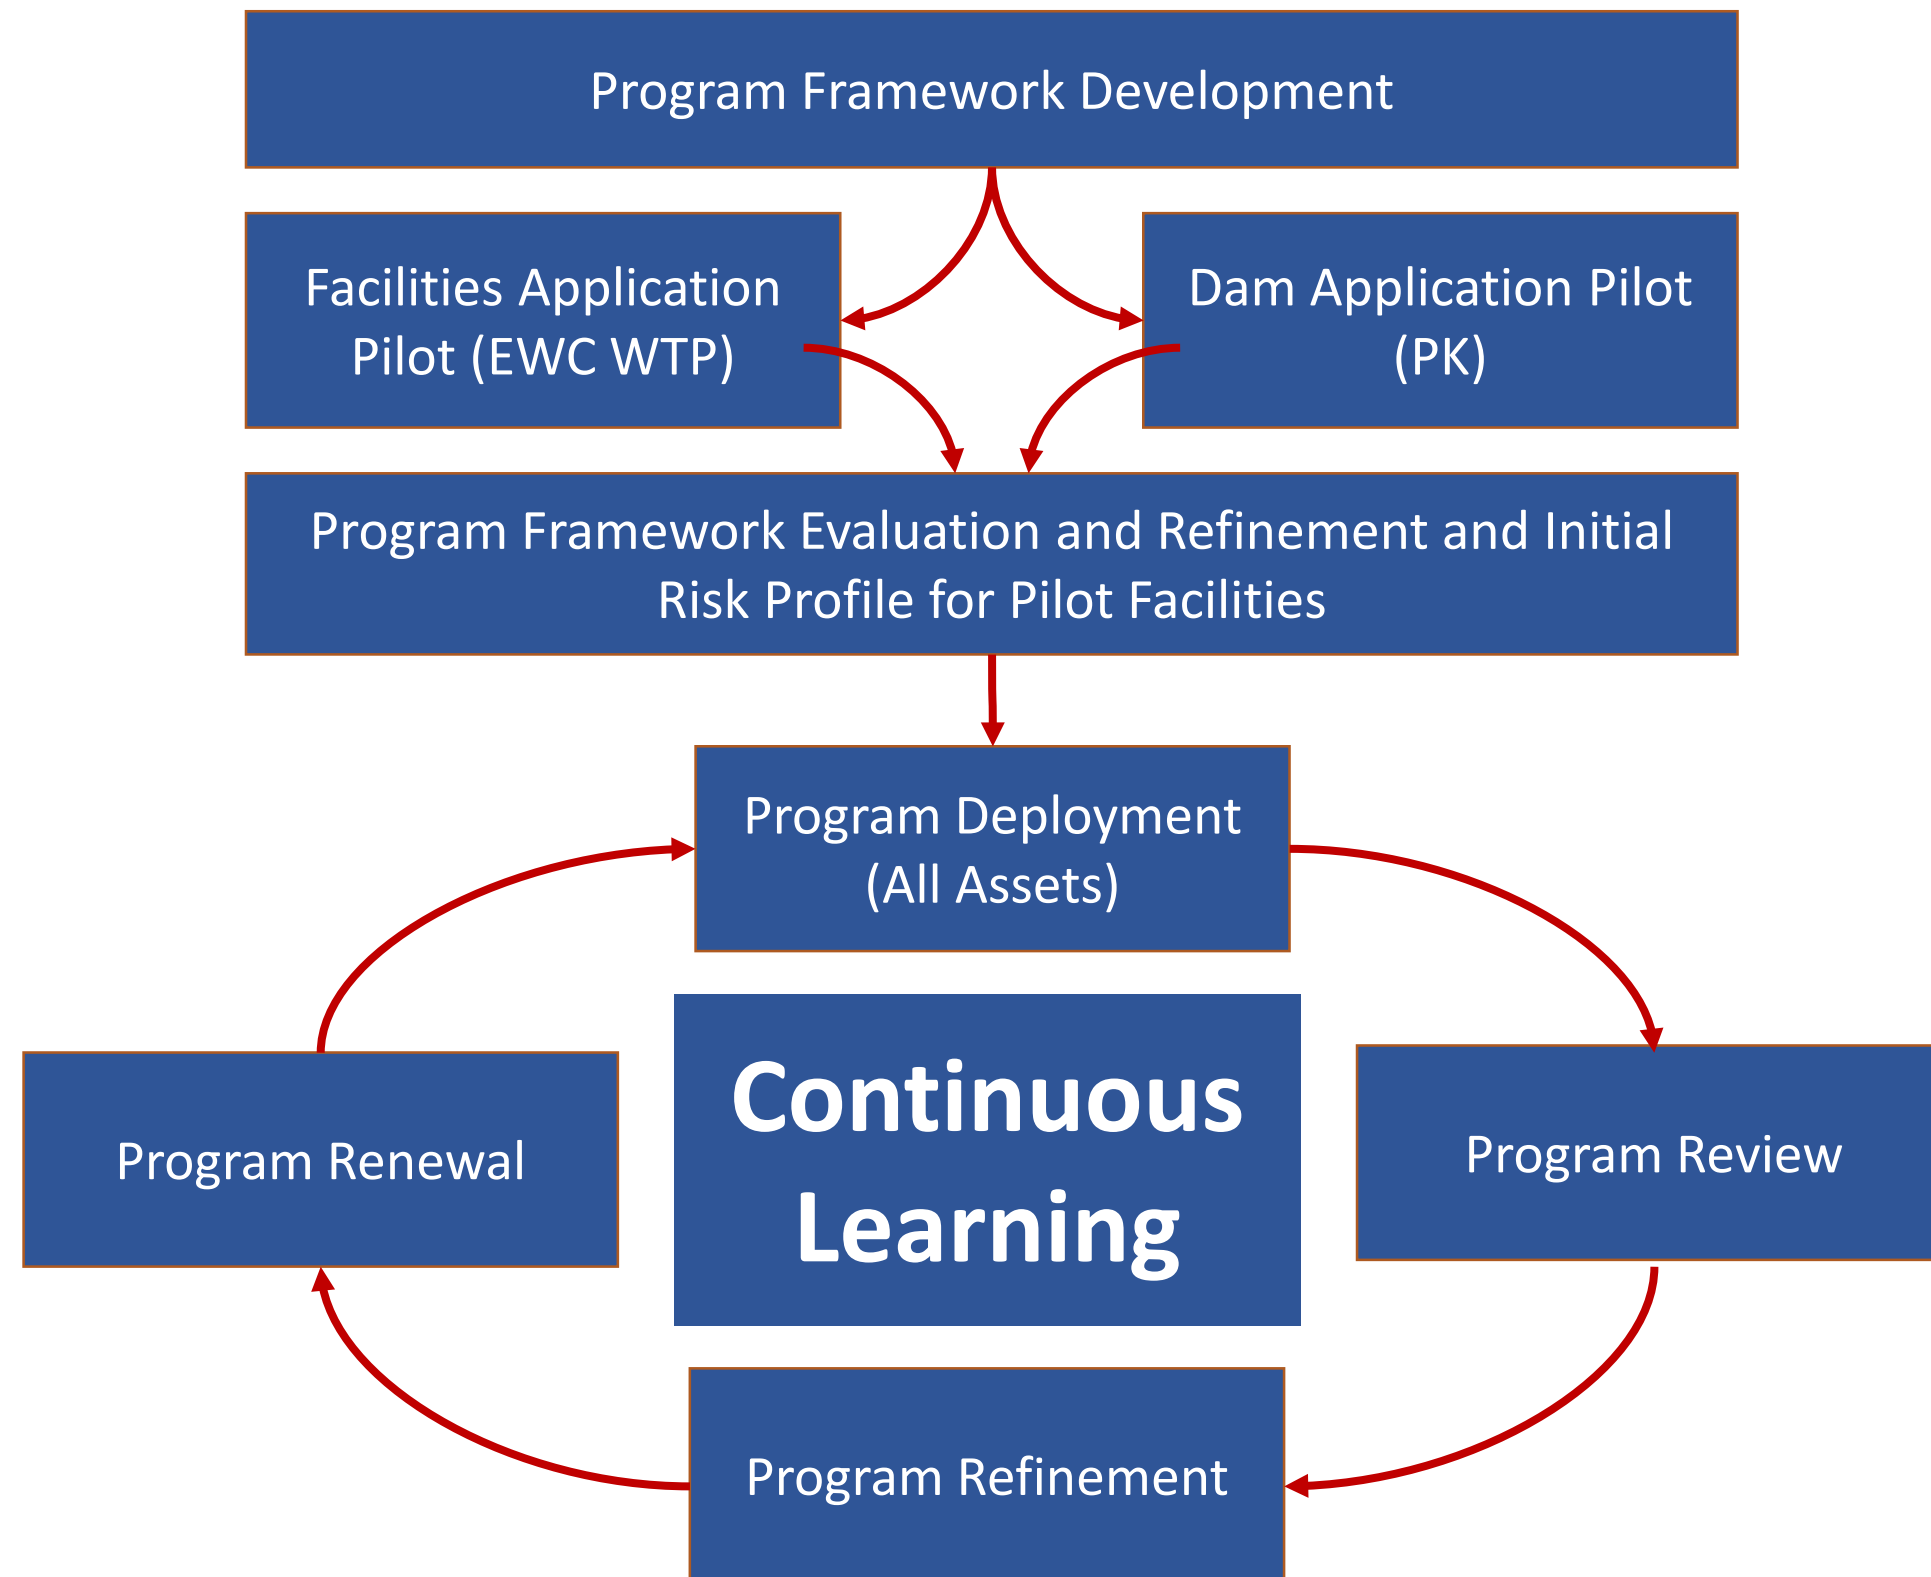 Program Framework Development
Facilities Application
Pilot (EWC WTP)
Dam Application Pilot
(PK)
Program Framework Evaluation and Refinement and Initial
Risk Profile for Pilot Facilities
Program Deployment
(All Assets)
Continuous
Learning
Program Renewal
Program Review
Program Refinement